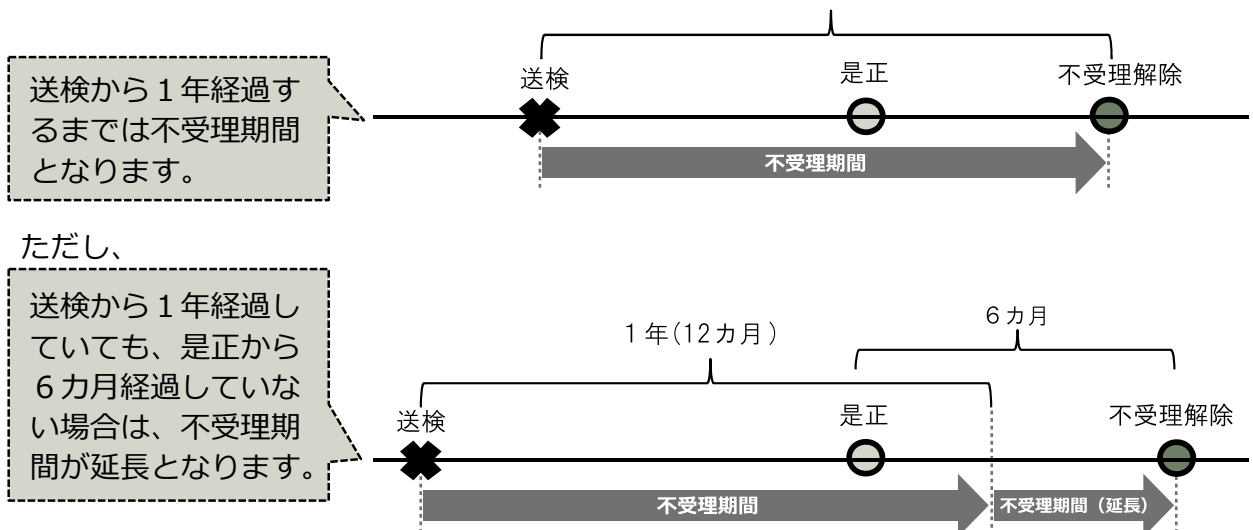 送検
是正
不受理解除
送検から１年経過す
るまでは不受理期間
となります。
不受理期間
ただし、
送検から１年経過し
ていても、是正から
６カ月経過していな
い場合は、不受理期
間が延長となります。
１年(12カ月)
６カ月
送検
是正
不受理解除
不受理期間
不受理期間（延長）